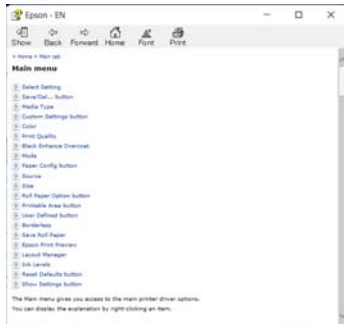 Epson - EN
Show Back Forward Home Font Print
> Home > Main tab
Main menu
Select Setting
Save/Del... button
Media Type
Custom Settings button
Color
Print Quality
Black Enhance Overcoat
Mode
Paper Config button
Source
Size
Roll Paper Option button
Printable Area button
User Defined button
Borderless
Save Roll Paper
Epson Print Preview
Layout Manager
Ink Levels
Reset Defaults button
Show Settings button
The Main menu gives you access to the main printer driver options.
You can display the explanation by right-clicking an item.